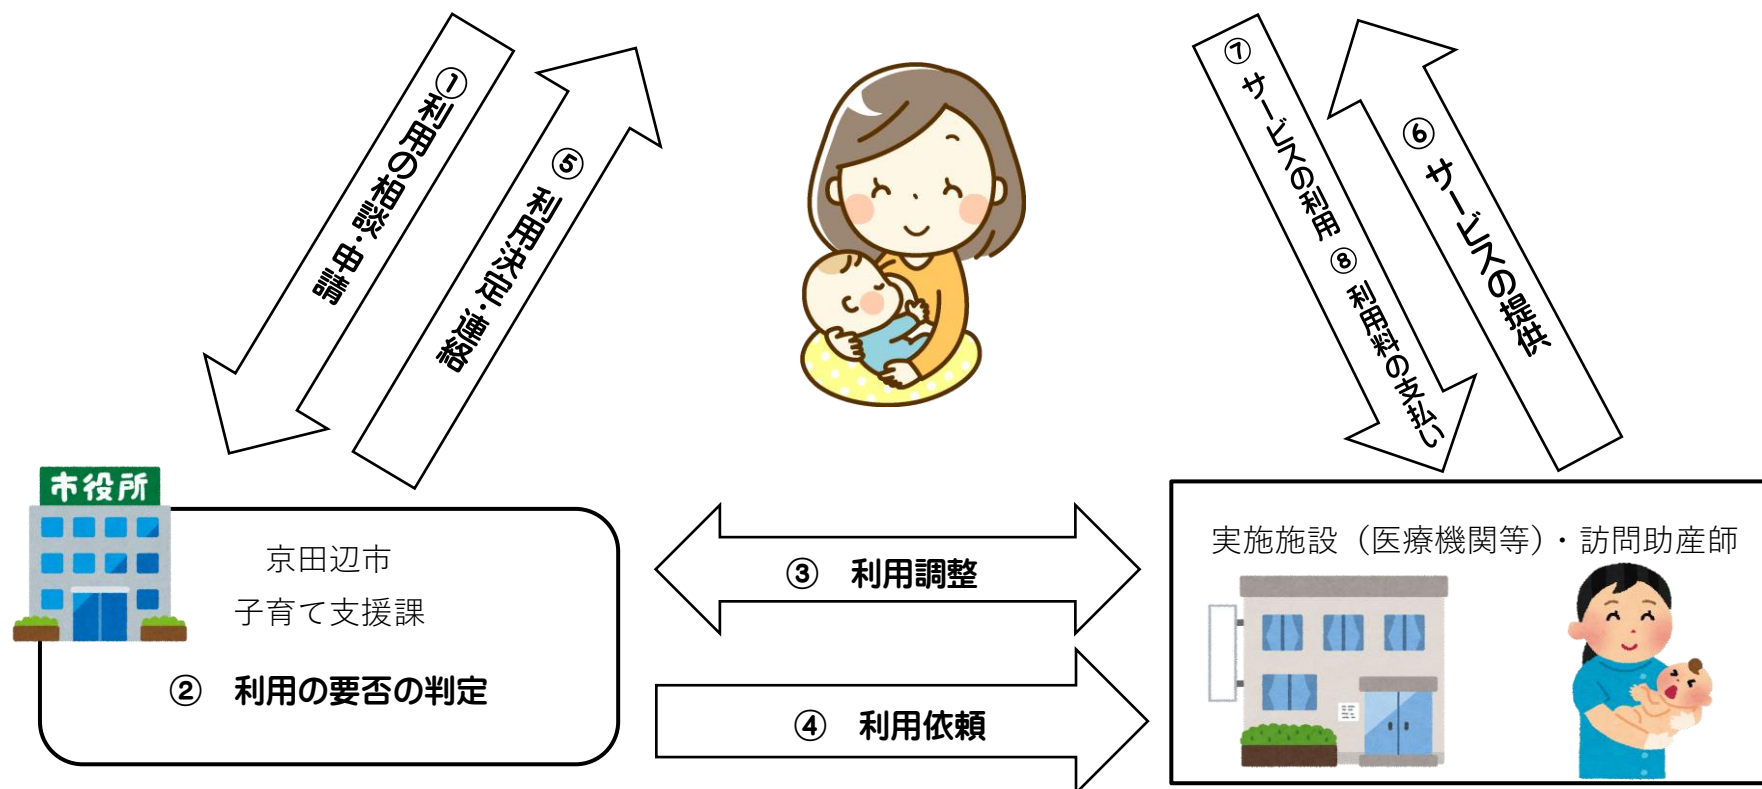 ① 利用の相談・申請
⑤ 利用決定・連絡
⑦ サービスの利用 ⑧ 利用料の支払い
⑥ サービスの提供
市役所
京田辺市
子育て支援課
② 利用の要否の判定
③ 利用調整
④ 利用依頼
実施施設（医療機関等）・訪問助産師